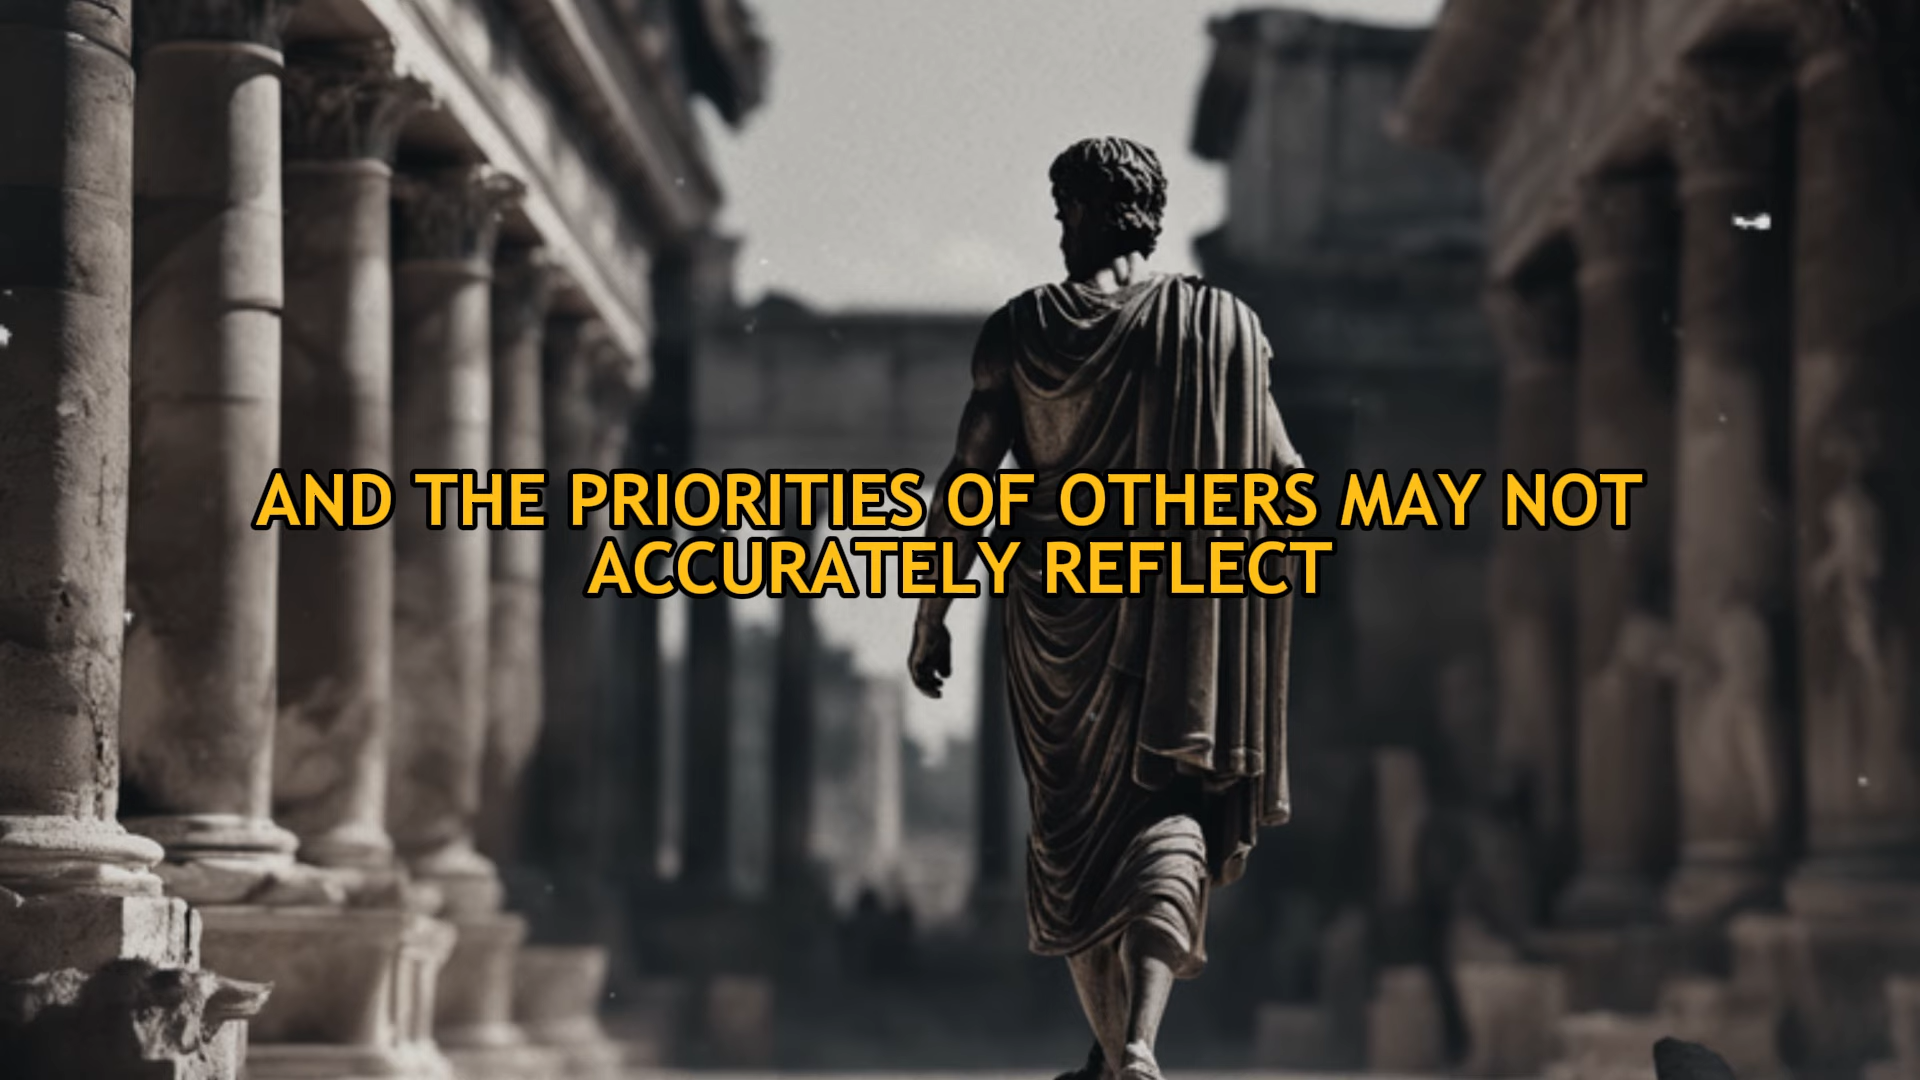 AND THE PRIORITIES OF OTHERS MAY NOT
ACCURATELY REFLECT